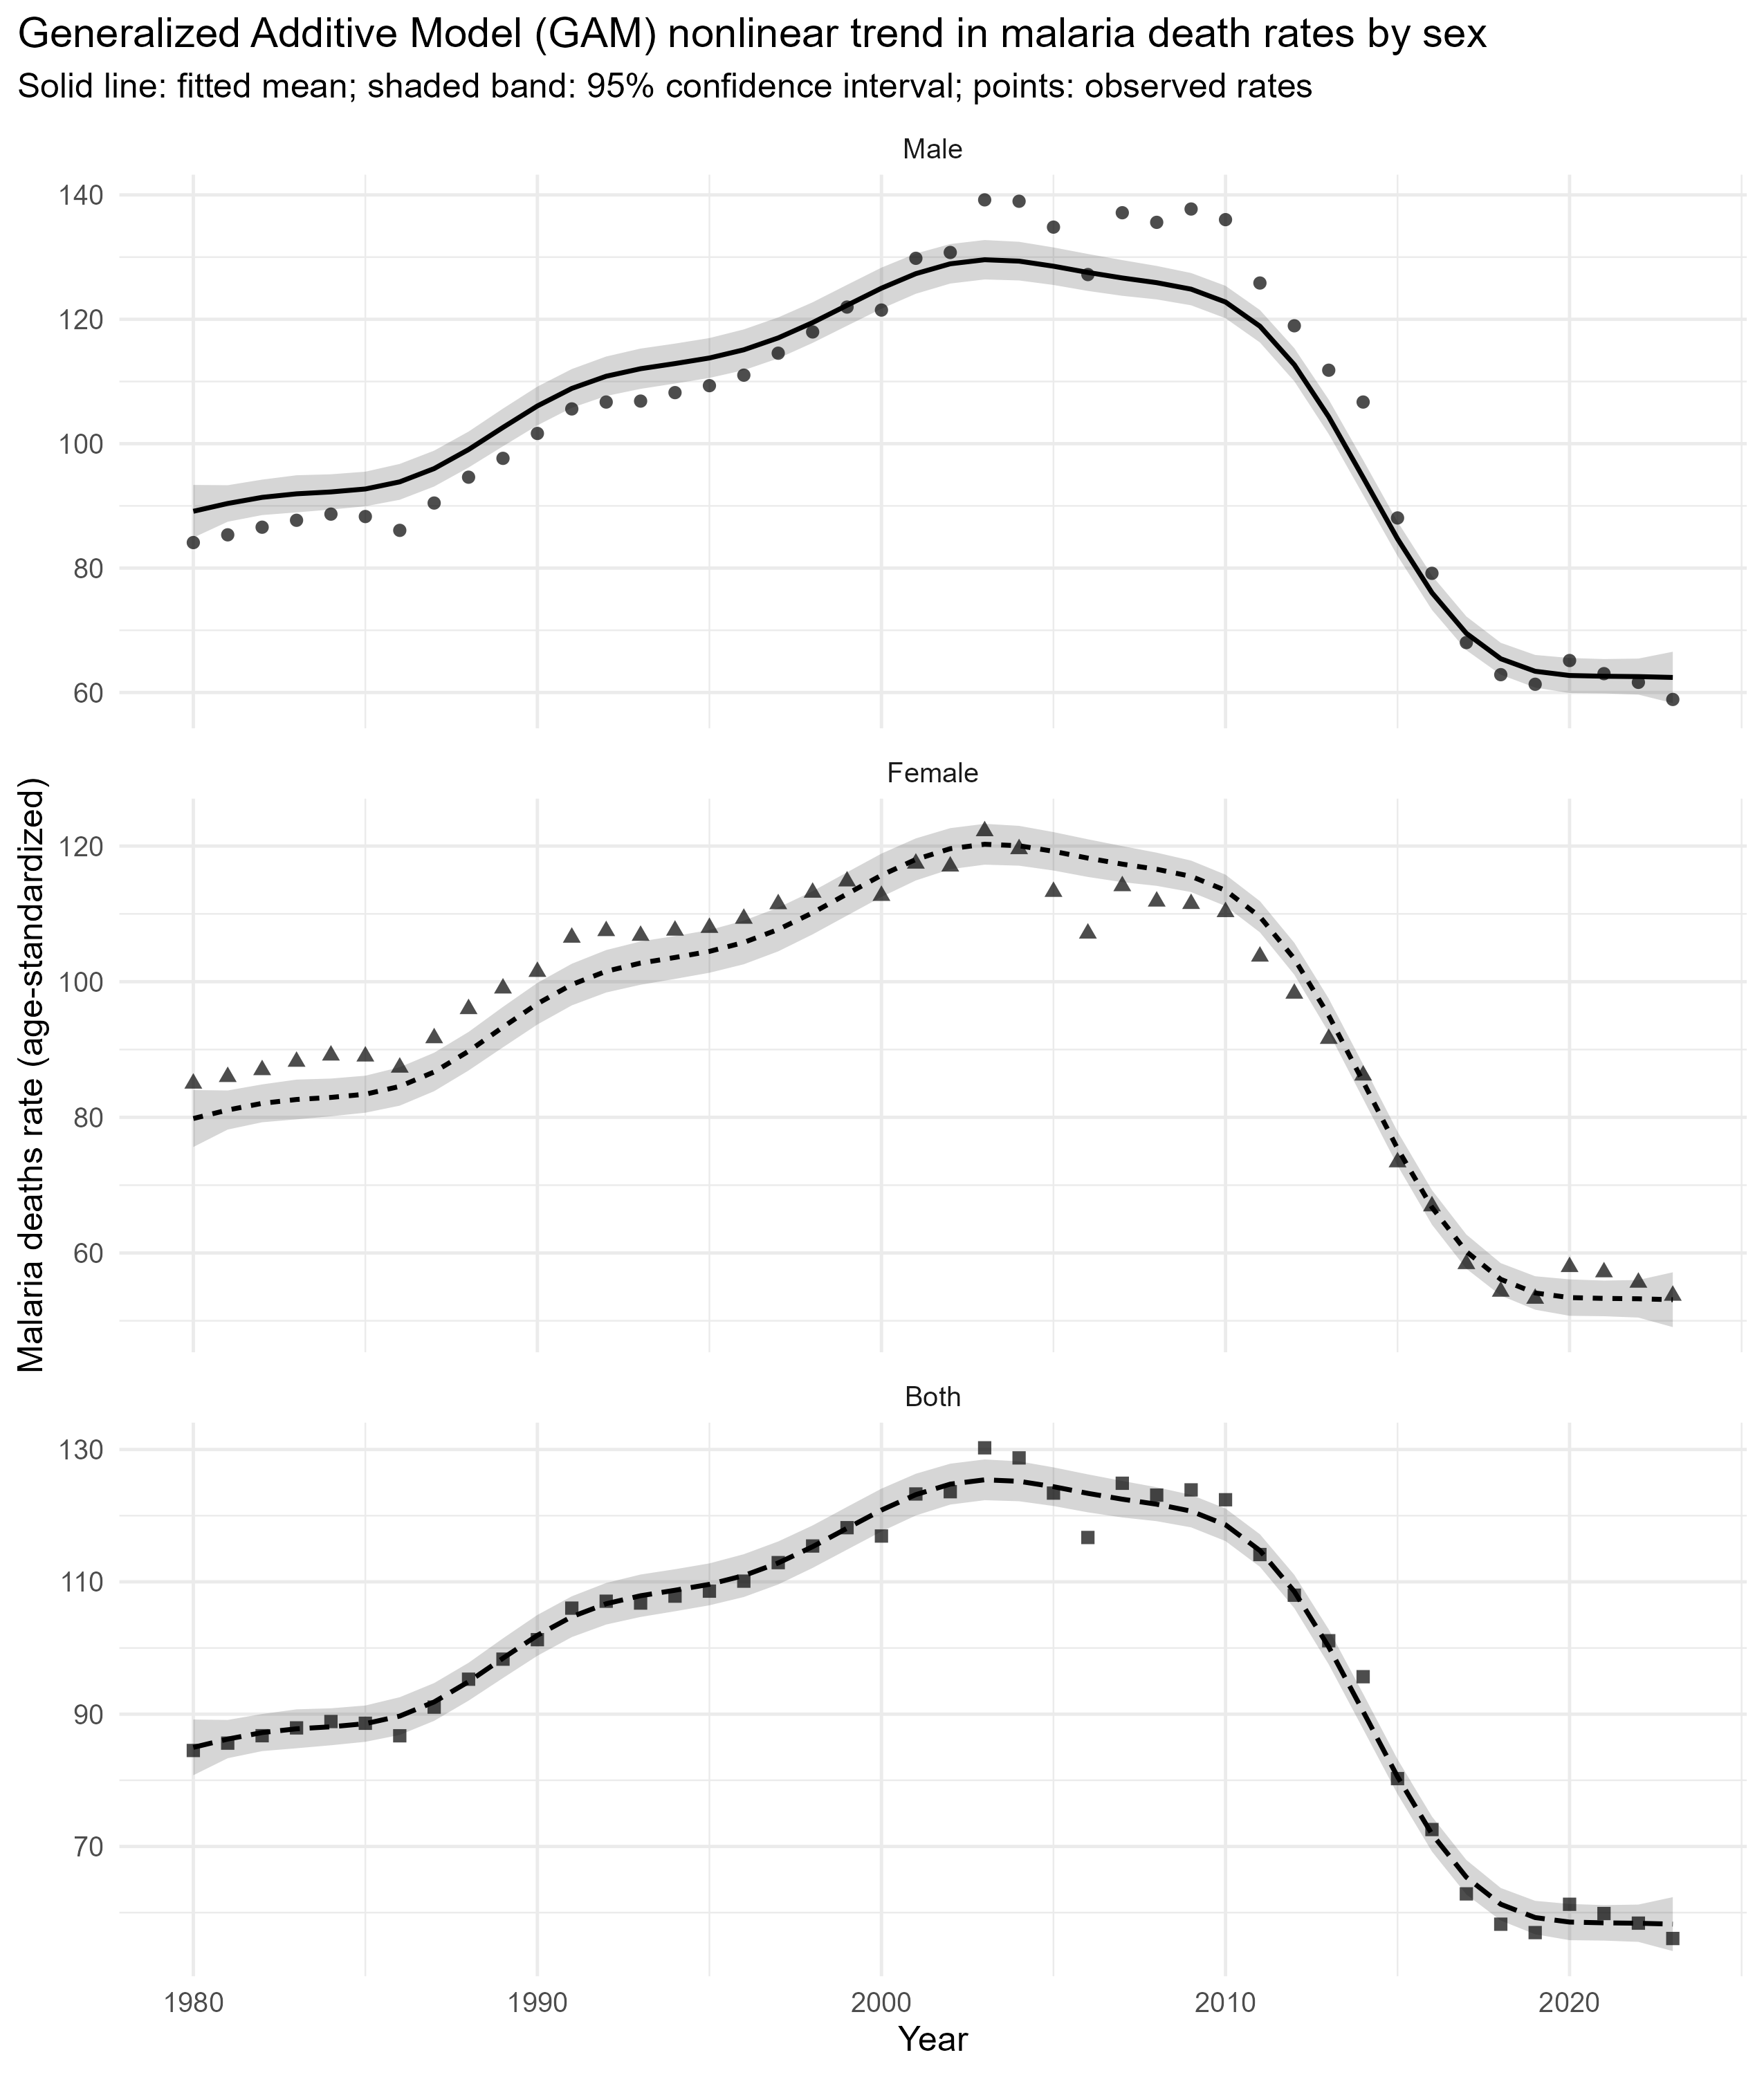 Generalized Additive Model (GAM) nonlinear trend in malaria death rates by sex
Solid line: fitted mean; shaded band: 95% confidence interval; points: observed rates
Male
140
120
100
80
60
Female
120
100
80
60
Malaria deaths rate (age-standardized)
Both
130
110
90
70
1980 1990 2000 2010 2020
Year